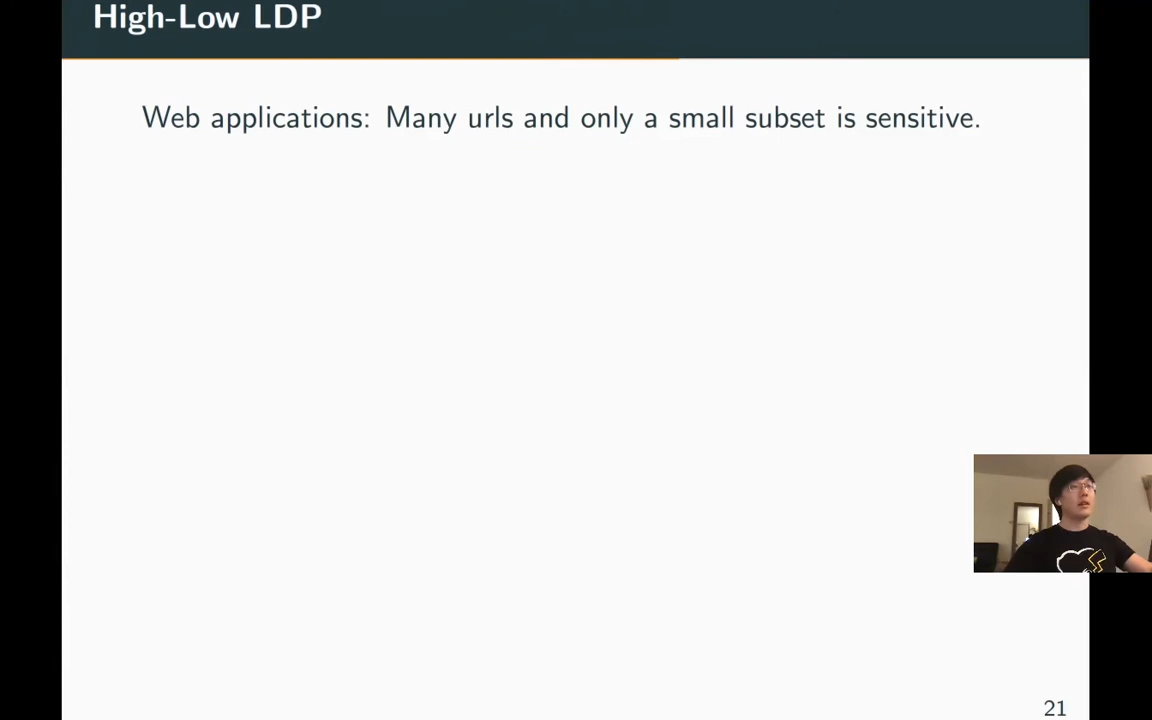 High-Low LDP
Web applications: Many urls and only a small subset is sensitive.
21